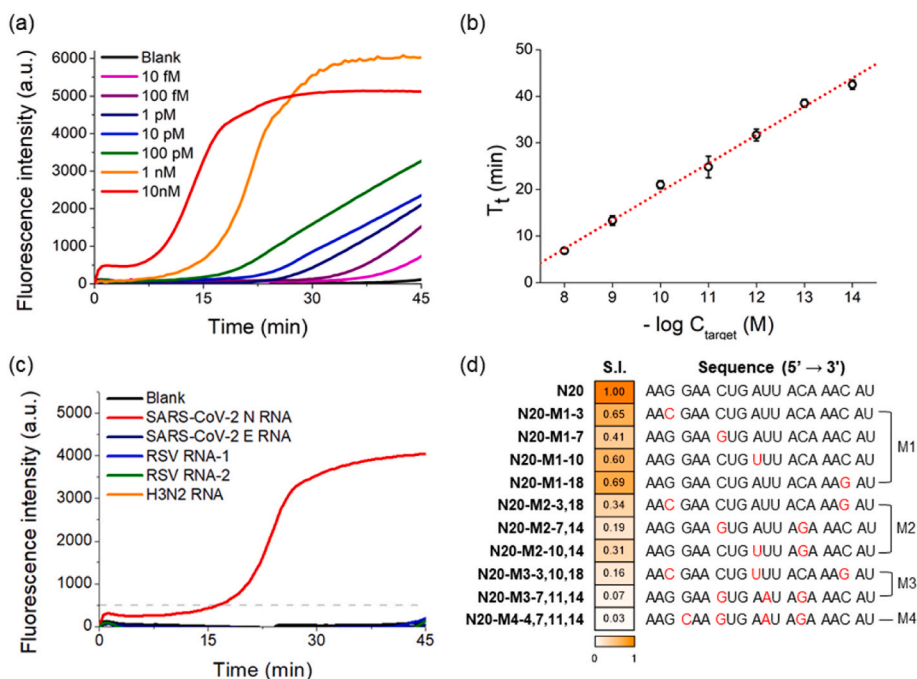 (a)
Fluorescence intensity (a.u.)
6000
5000
4000
3000
2000
1000
0
Blank
10 fM
100 fM
1 pM
10 pM
100 pM
1 nM
10nM
0 15 30 45
Time (min)
(b)
Tt (min)
50
40
30
20
10
0
8 9 10 11 12 13 14
- log Ctarget (M)
(c)
Fluorescence intensity (a.u.)
5000
4000
3000
2000
1000
0
Blank
SARS-CoV-2 N RNA
SARS-CoV-2 E RNA
RSV RNA-1
RSV RNA-2
H3N2 RNA
0 15 30 45
Time (min)
(d)
S.I. Sequence (5' → 3')
N20 1.00 AAG GAA CUG AUU ACA AAC AU
N20-M1-3 0.65 AAC GAA CUG AUU ACA AAC AU
N20-M1-7 0.41 AAG GAA GUG AUU ACA AAC AU
N20-M1-10 0.60 AAG GAA CUG UUU ACA AAC AU
N20-M1-18 0.69 AAG GAA CUG AUU ACA AAG AU
M1
N20-M2-3,18 0.34 AAC GAA CUG AUU ACA AAG AU
N20-M2-7,14 0.19 AAG GAA GUG AUU AGA AAC AU
N20-M2-10,14 0.31 AAG GAA CUG UUU AGA AAC AU
M2
N20-M3-3,10,18 0.16 AAC GAA CUG UUU ACA AAG AU
N20-M3-7,11,14 0.07 AAG GAA GUG AAU AGA AAC AU
M3
N20-M4-4,7,11,14 0.03 AAG CAA GUG AAU AGA AAC AU M4
0 1